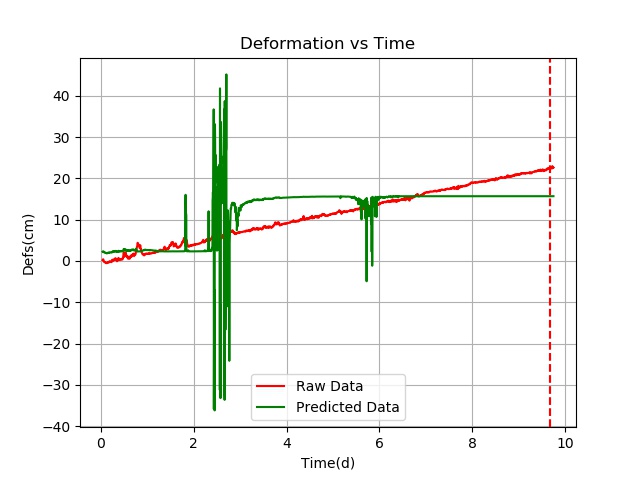 Deformation vs Time
40
30
20
10
0
−10
−20
−30
−40
Defs(cm)
Raw Data
Predicted Data
0 2 4 6 8 10
Time(d)